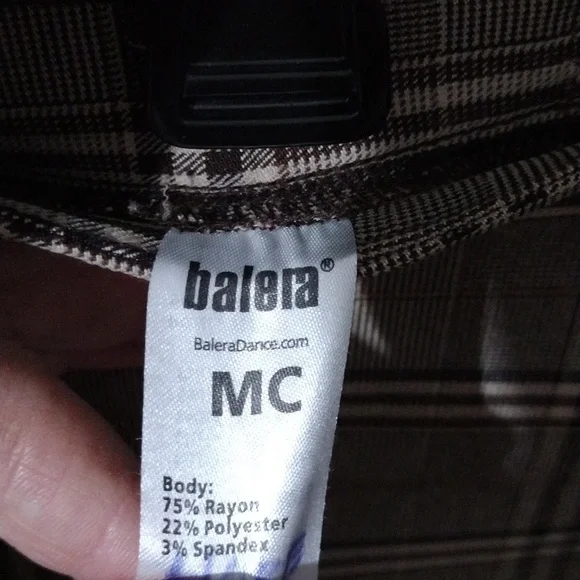 balera®
BaleraDance.com
MC
Body:
75% Rayon
22% Polyester
3% Spandex